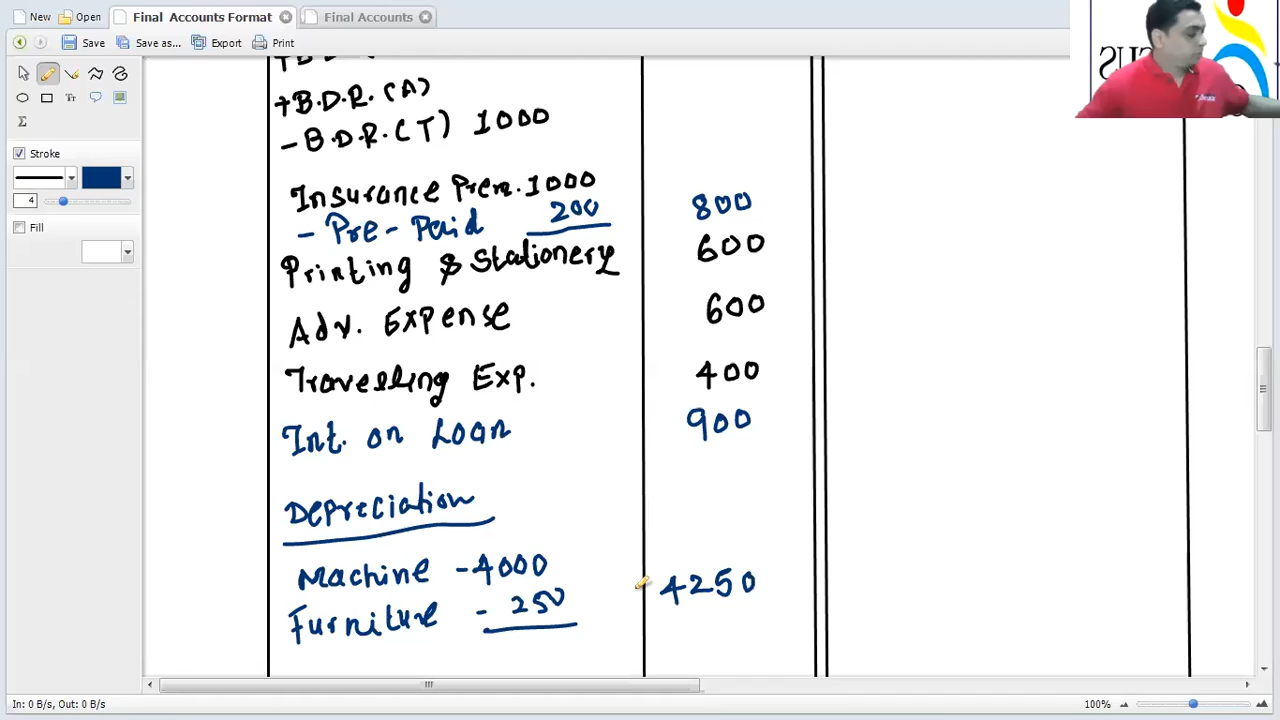 New Open Final Accounts Format Final Accounts
Save Save as... Export Print
+B.D.R. (A)
- B.D.R. (T) 1000
Insurance Prem. 1000
- Pre-Paid 200 800
Printing & Stationery 600
Adv. Expense 600
Travelling Exp. 400
Int. on Loan 900
Depreciation
Machine - 4000
Furniture - 250 4250
Tr
Σ
Stroke
4
Fill
In: 0 B/s, Out: 0 B/s 100%